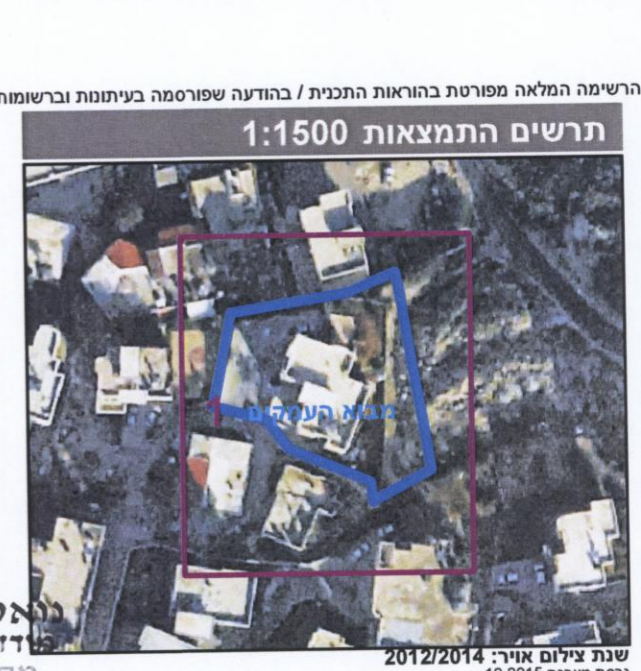 הרשימה המלאה מפורטת בהוראות התכנית / בהודעה שפורסמה בעיתונות וברשומות
תרשים התמצאות 1:1500
1
מבוא העמקים
שנת צילום אויר: 2012/2014